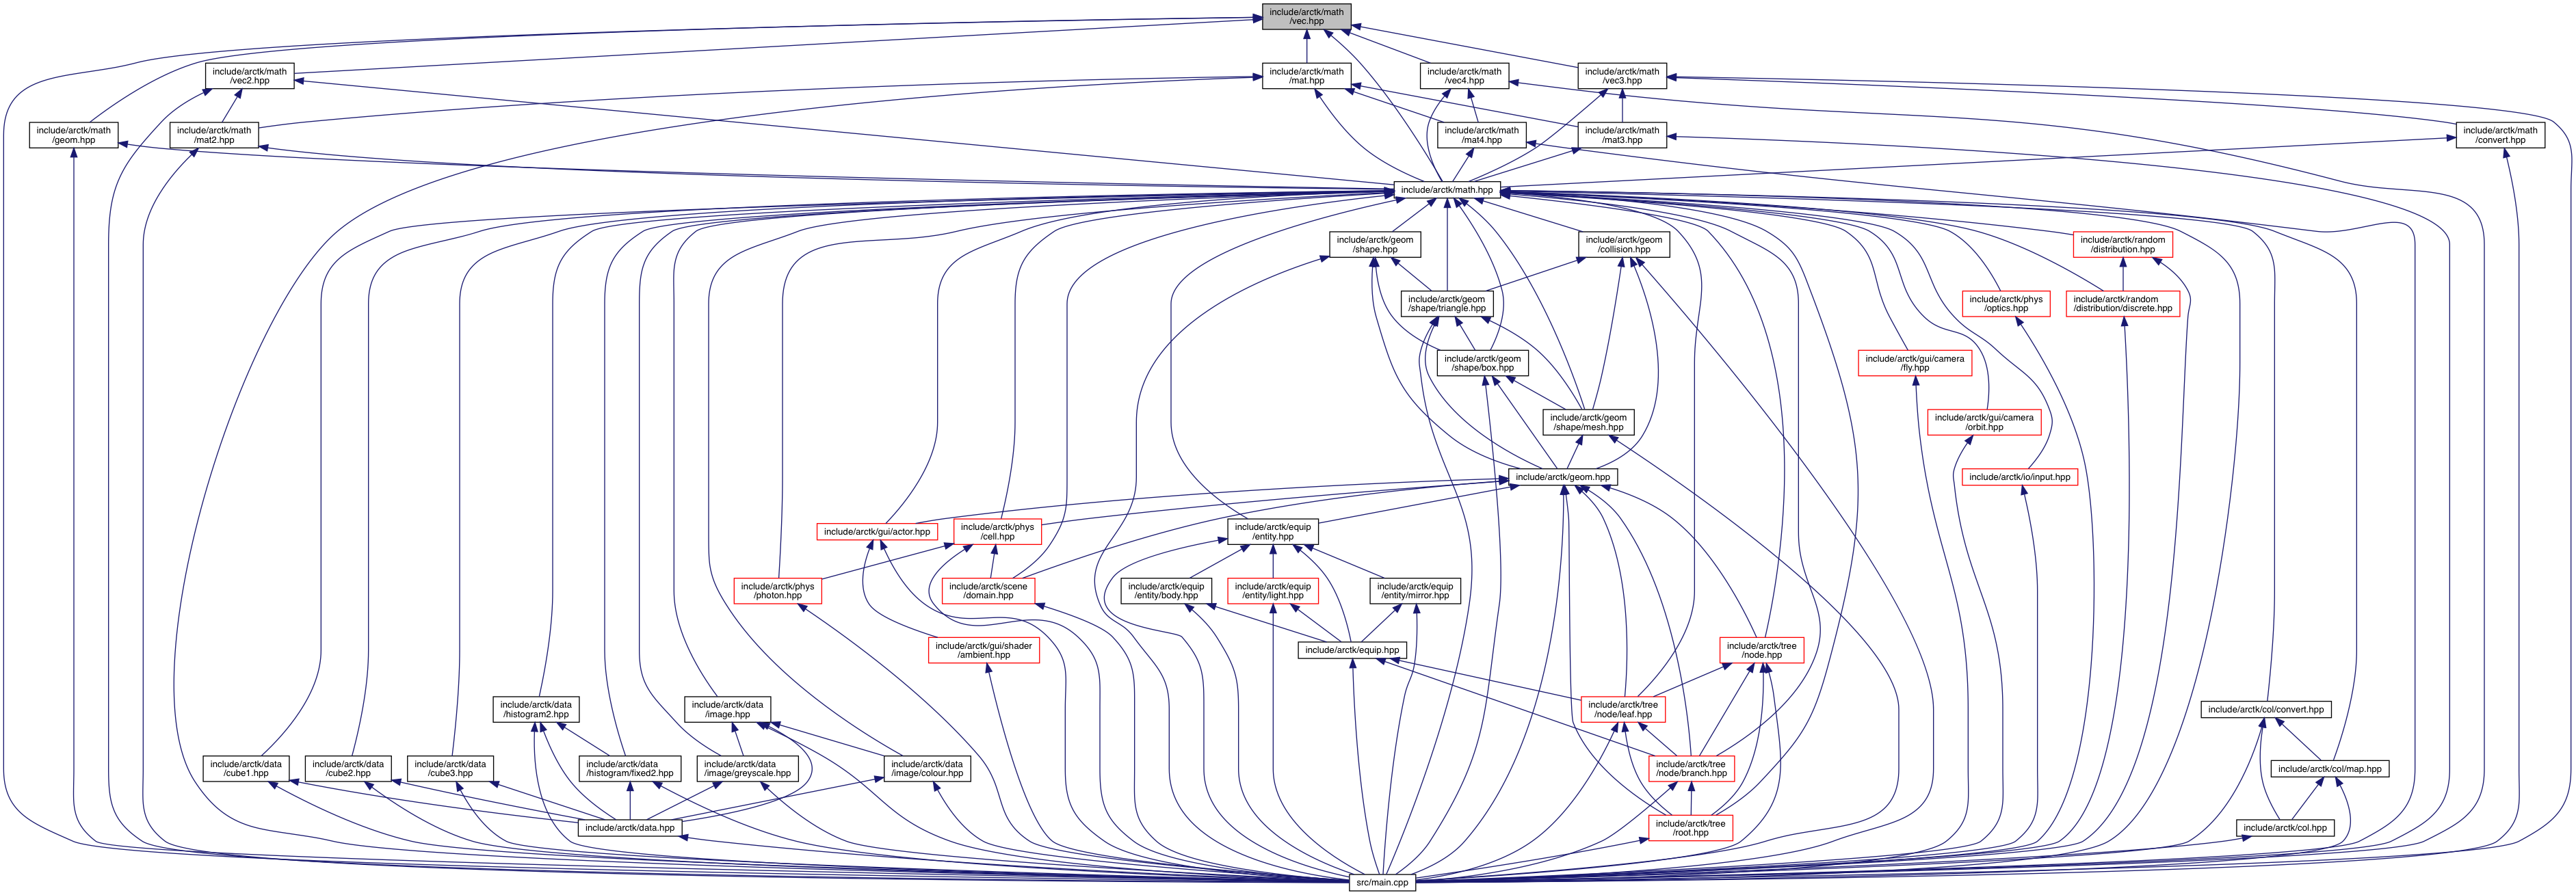 include/arctk/math
/vec.hpp
include/arctk/math
/vec2.hpp
include/arctk/math
/mat.hpp
include/arctk/math
/vec4.hpp
include/arctk/math
/vec3.hpp
include/arctk/math
/geom.hpp
include/arctk/math
/mat2.hpp
include/arctk/math
/mat4.hpp
include/arctk/math
/mat3.hpp
include/arctk/math
/convert.hpp
include/arctk/math.hpp
include/arctk/geom
/shape.hpp
include/arctk/geom
/collision.hpp
include/arctk/random
/distribution.hpp
include/arctk/geom
/shape/triangle.hpp
include/arctk/phys
/optics.hpp
include/arctk/random
/distribution/discrete.hpp
include/arctk/geom
/shape/box.hpp
include/arctk/gui/camera
/fly.hpp
include/arctk/geom
/shape/mesh.hpp
include/arctk/gui/camera
/orbit.hpp
include/arctk/geom.hpp
include/arctk/io/input.hpp
include/arctk/gui/actor.hpp
include/arctk/phys
/cell.hpp
include/arctk/equip
/entity.hpp
include/arctk/phys
/photon.hpp
include/arctk/scene
/domain.hpp
include/arctk/equip
/entity/body.hpp
include/arctk/equip
/entity/light.hpp
include/arctk/equip
/entity/mirror.hpp
include/arctk/gui/shader
/ambient.hpp
include/arctk/equip.hpp
include/arctk/tree
/node.hpp
include/arctk/data
/histogram2.hpp
include/arctk/data
/image.hpp
include/arctk/tree
/node/leaf.hpp
include/arctk/col/convert.hpp
include/arctk/data
/cube1.hpp
include/arctk/data
/cube2.hpp
include/arctk/data
/cube3.hpp
include/arctk/data
/histogram/fixed2.hpp
include/arctk/data
/image/greyscale.hpp
include/arctk/data
/image/colour.hpp
include/arctk/tree
/node/branch.hpp
include/arctk/col/map.hpp
include/arctk/data.hpp
include/arctk/tree
/root.hpp
include/arctk/col.hpp
src/main.cpp